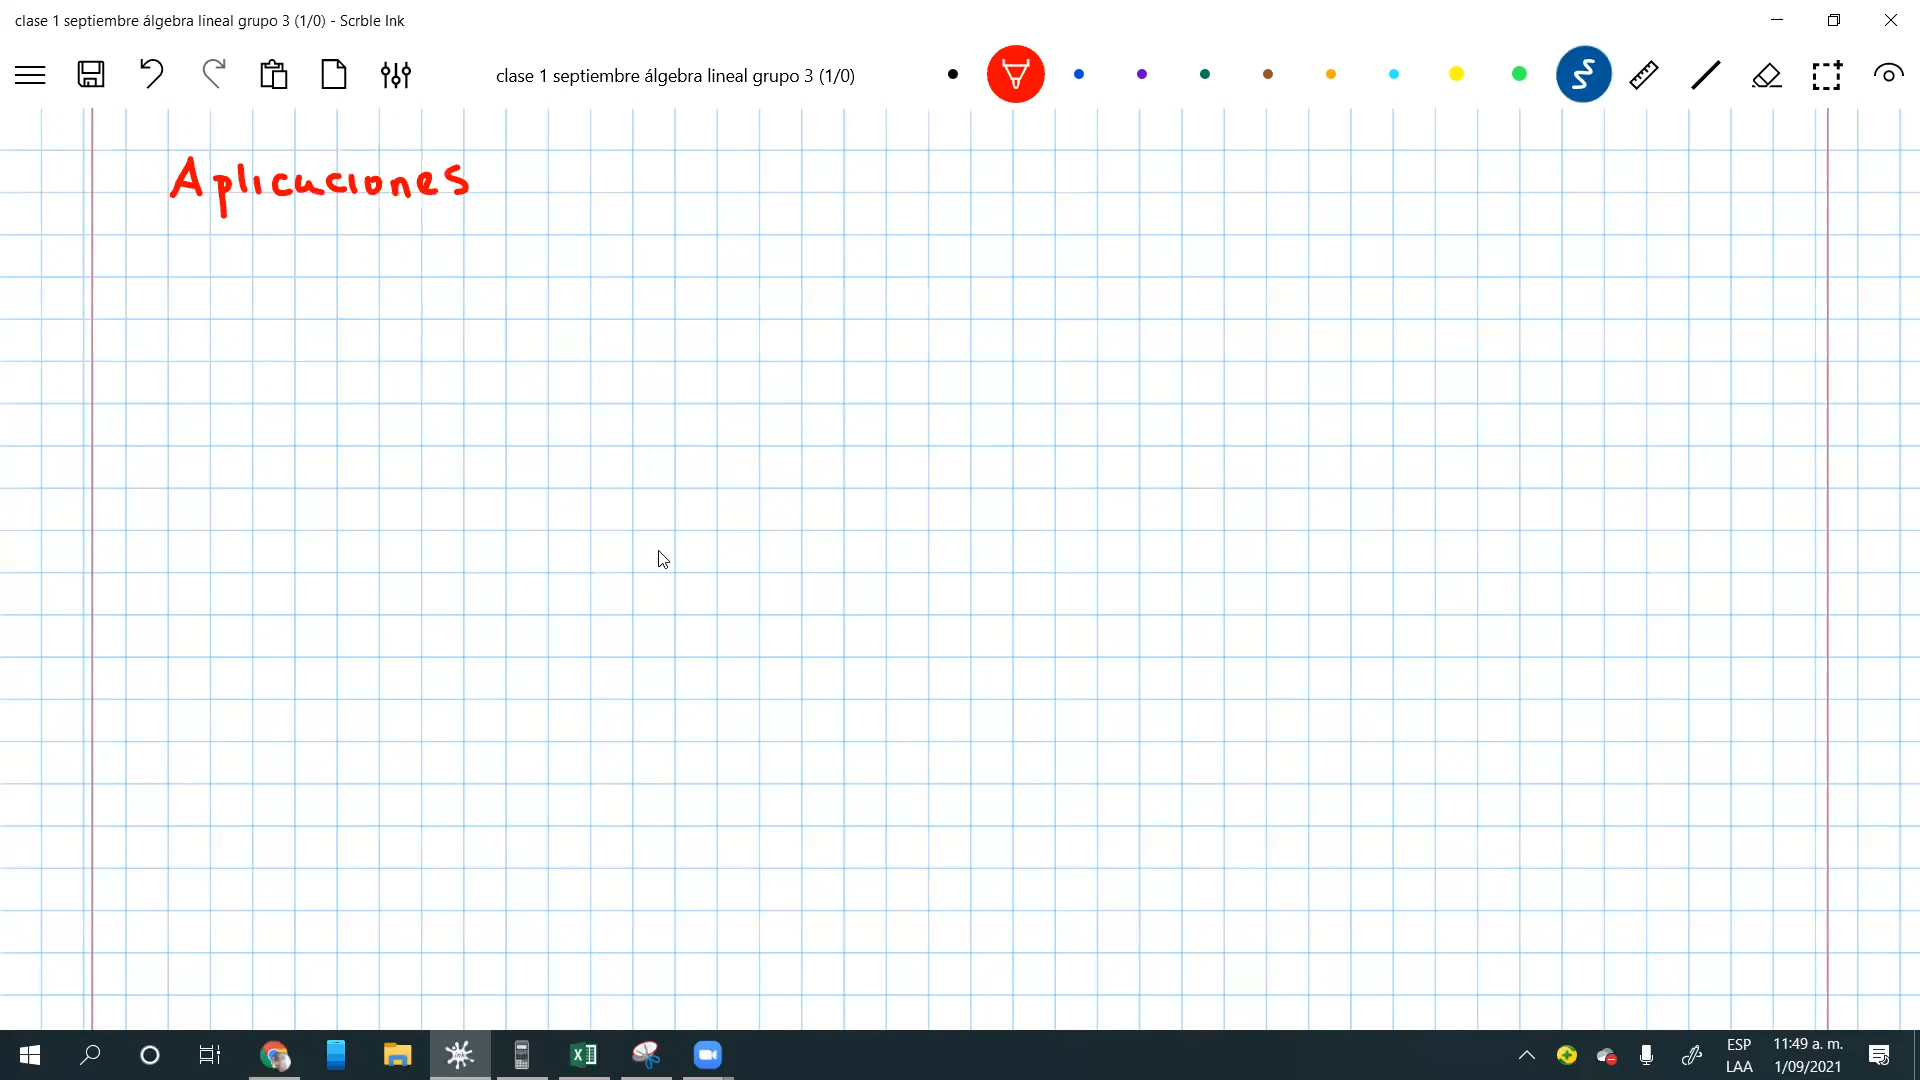 clase 1 septiembre álgebra lineal grupo 3 (1/0) - Scrble Ink
clase 1 septiembre álgebra lineal grupo 3 (1/0)
Aplicaciones
ESP
LAA
11:49 a. m.
1/09/2021